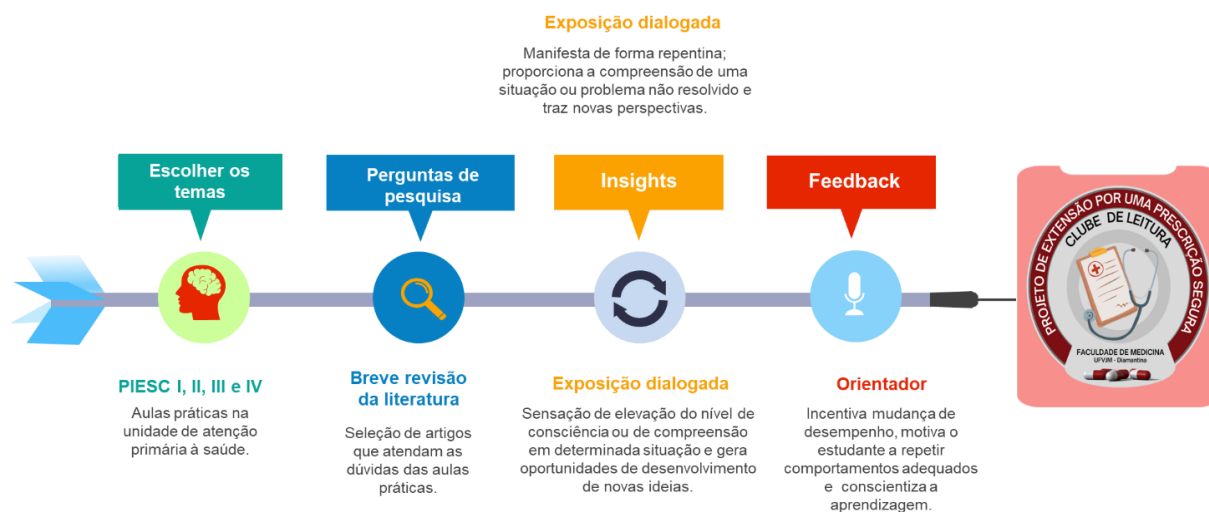 Exposição dialogada
Manifesta de forma repentina;
proporciona a compreensão de uma
situação ou problema não resolvido e
traz novas perspectivas.
Escolher os
temas
Perguntas de
pesquisa
Insights
Feedback
PIESC I, II, III e IV
Aulas práticas na
unidade de atenção
primária à saúde.
Breve revisão
da literatura
Seleção de artigos
que atendam as
dúvidas das aulas
práticas.
Exposição dialogada
Sensação de elevação do nível de
consciência ou de compreensão
em determinada situação e gera
oportunidades de desenvolvimento
de novas ideias.
Orientador
Incentiva mudança de
desempenho, motiva o
estudante a repetir
comportamentos adequados
e conscientiza a
aprendizagem.
PROJETO DE EXTENSÃO POR UMA PRESCRIÇÃO SEGURA
CLUBE DE LEITURA
FACULDADE DE MEDICINA
UFVJM - Diamantina